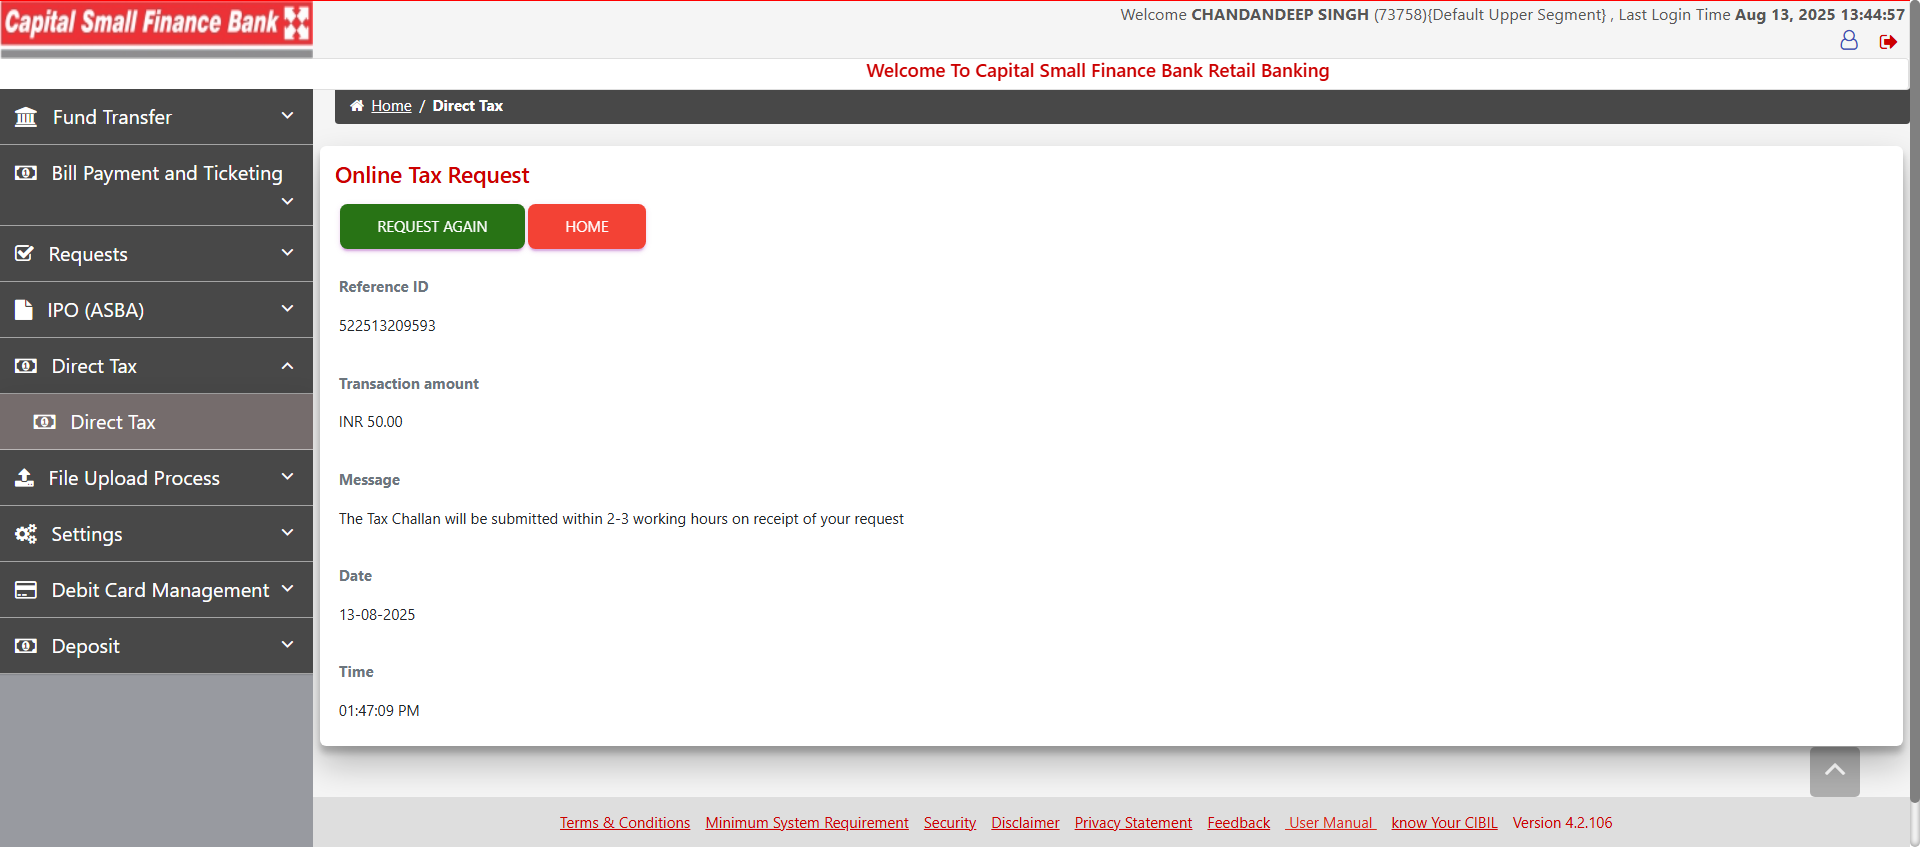 Capital Small Finance Bank
Welcome CHANDANDEEP SINGH (73758){Default Upper Segment} , Last Login Time Aug 13, 2025 13:44:57
Welcome To Capital Small Finance Bank Retail Banking
Home / Direct Tax
Fund Transfer
Bill Payment and Ticketing
Requests
IPO (ASBA)
Direct Tax
Direct Tax
File Upload Process
Settings
Debit Card Management
Deposit
Online Tax Request
REQUEST AGAIN HOME
Reference ID
522513209593
Transaction amount
INR 50.00
Message
The Tax Challan will be submitted within 2-3 working hours on receipt of your request
Date
13-08-2025
Time
01:47:09 PM
Terms & Conditions Minimum System Requirement Security Disclaimer Privacy Statement Feedback User Manual know Your CIBIL Version 4.2.106